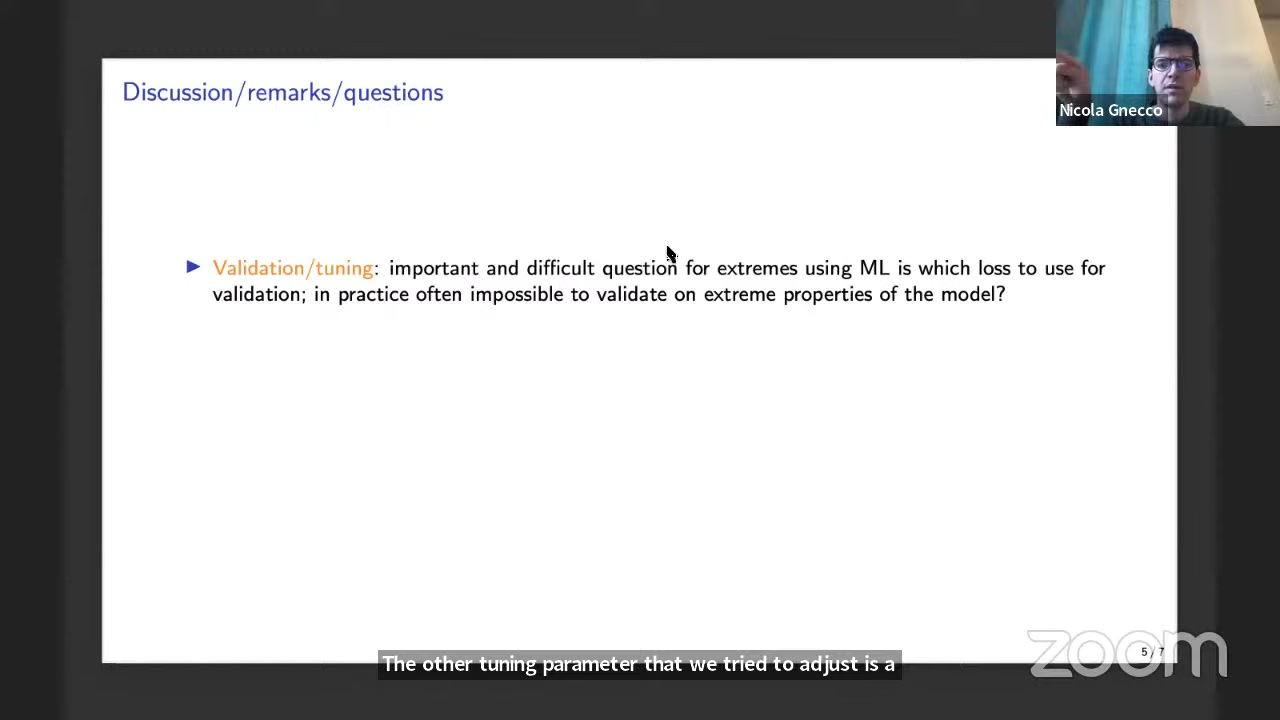 Discussion/remarks/questions
Nicola Gnecco
▶ Validation/tuning: important and difficult question for extremes using ML is which loss to use for
validation; in practice often impossible to validate on extreme properties of the model?
The other tuning parameter that we tried to adjust is a
zoom
5 / 7